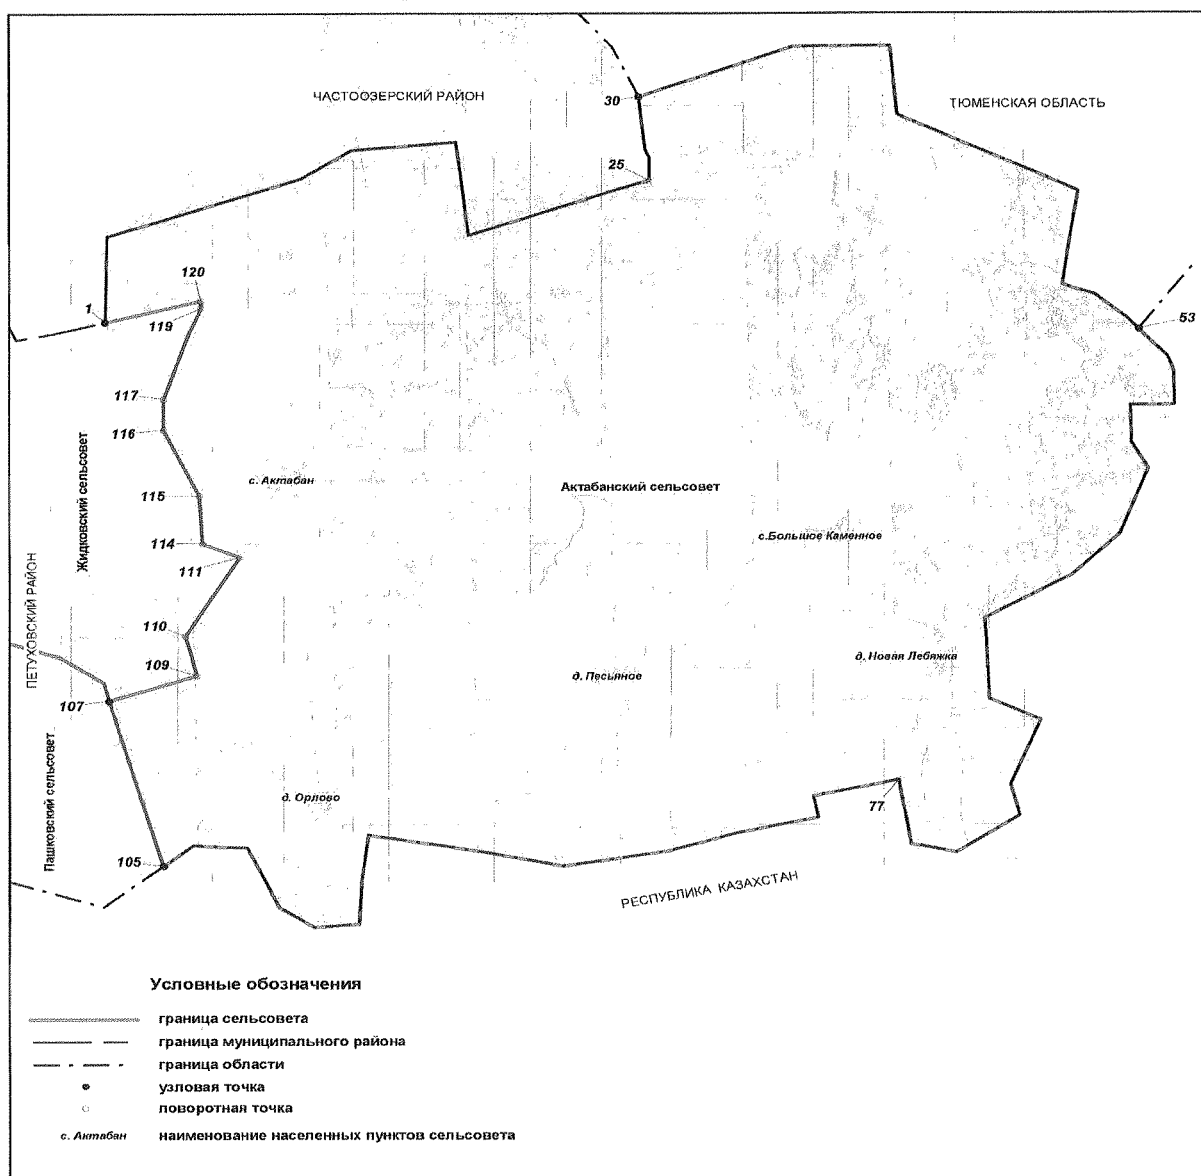 ЧАСТООЗЕРСКИЙ РАЙОН
30
ТЮМЕНСКАЯ ОБЛАСТЬ
25
120
1
119
53
117
116
Жидковский сельсовет
с. Актабан
115
Актабанский сельсовет
114
с.Большое Каменное
111
ПЕТУХОВСКИЙ РАЙОН
110
109
д. Новая Лебяжка
д. Песьяное
107
Пашковский сельсовет
д. Орлово
77
105
РЕСПУБЛИКА КАЗАХСТАН
Условные обозначения
граница сельсовета
граница муниципального района
граница области
узловая точка
поворотная точка
с. Актабан наименование населенных пунктов сельсовета